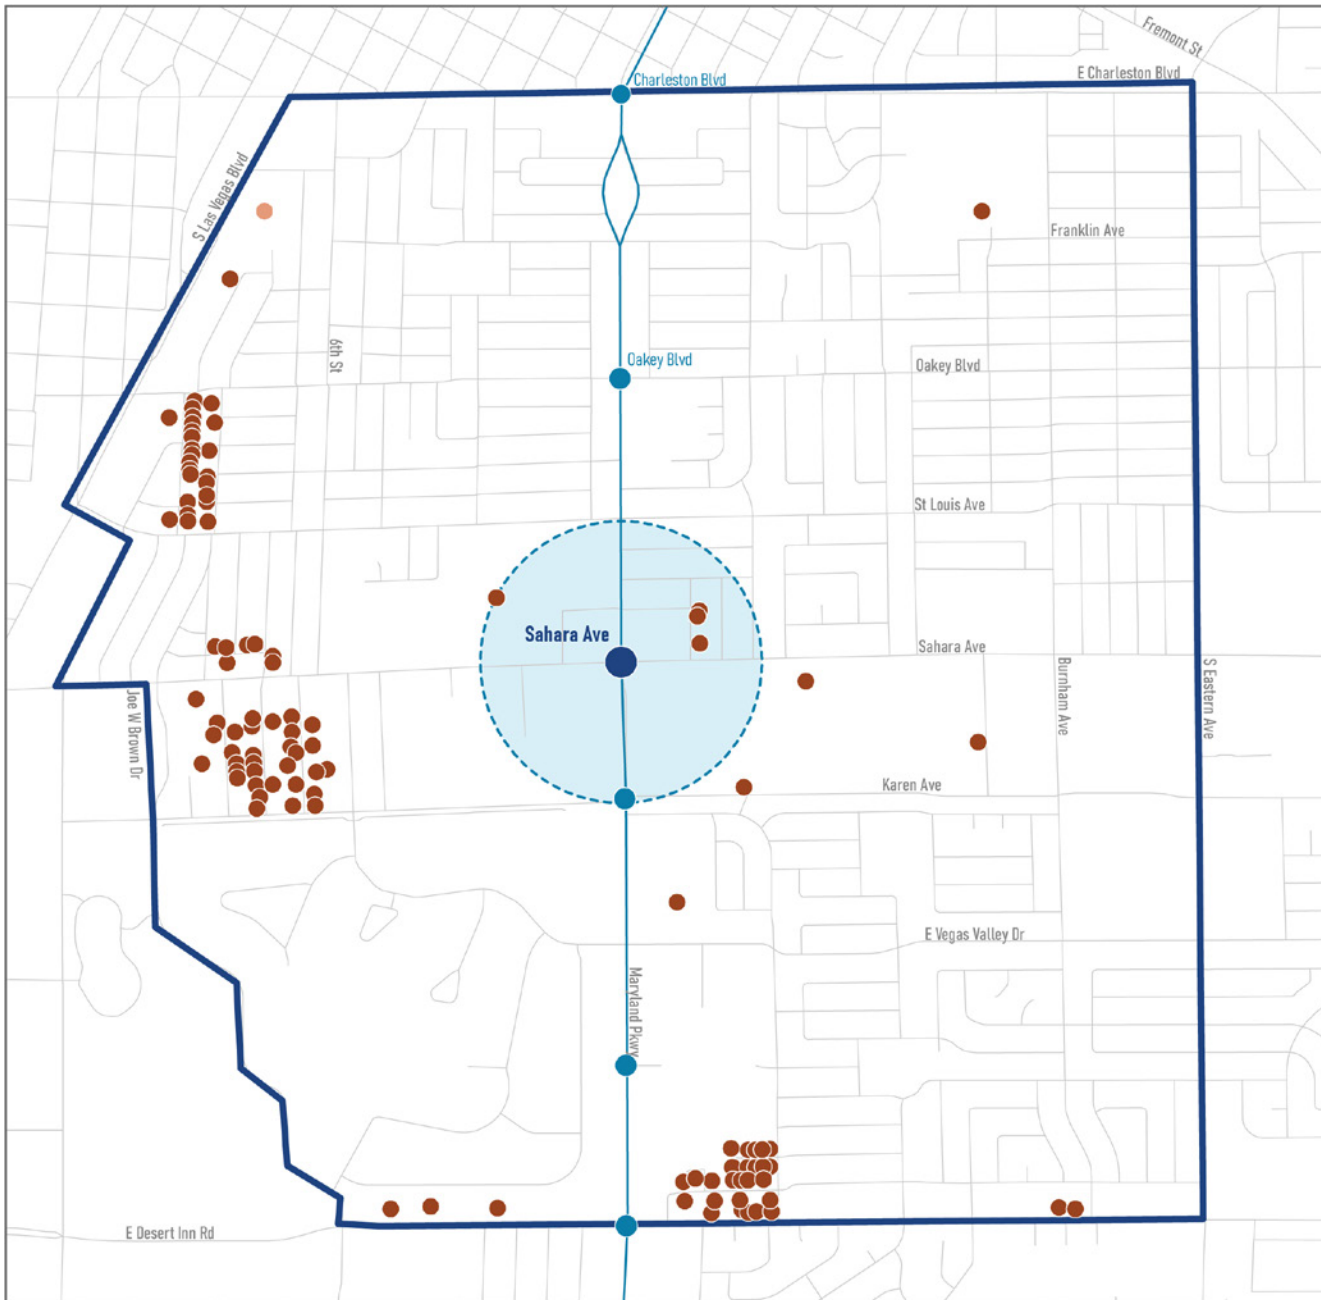 Fremont St
E Charleston Blvd
Charleston Blvd
S Las Vegas Blvd
Franklin Ave
6th St
Oakey Blvd
Oakey Blvd
St Louis Ave
Sahara Ave
Sahara Ave
Joe W Brown Dr
Burnham Ave
S Eastern Ave
Karen Ave
E Vegas Valley Dr
Maryland Pkwy
E Desert Inn Rd